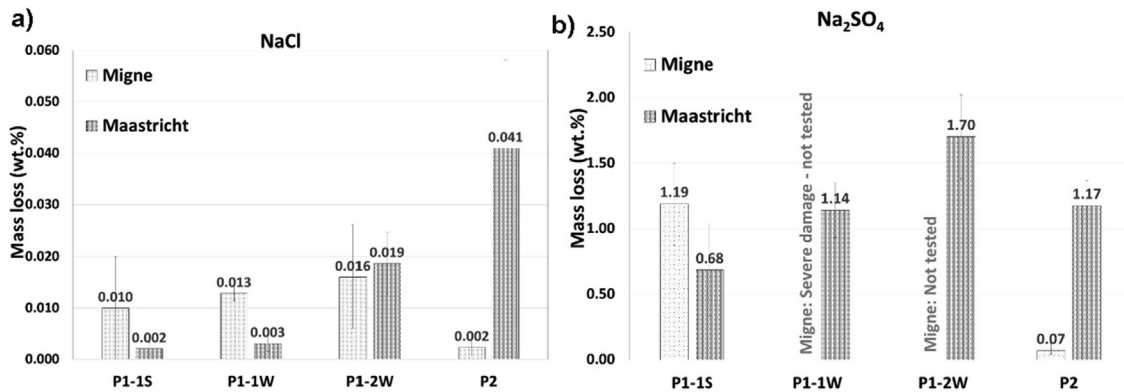 a)
NaCl
Mass loss (wt.%)
0.060
0.050
0.040
0.030
0.020
0.010
0.000
Migne
Maastricht
0.010
0.002
0.013
0.003
0.016
0.019
0.002
0.041
P1-1S
P1-1W
P1-2W
P2
b)
Na₂SO₄
Mass loss (wt.%)
2.50
2.00
1.50
1.00
0.50
0.00
Migne
Maastricht
1.19
0.68
Migne: Severe damage - not tested
1.14
Migne: Not tested
1.70
0.07
1.17
P1-1S
P1-1W
P1-2W
P2